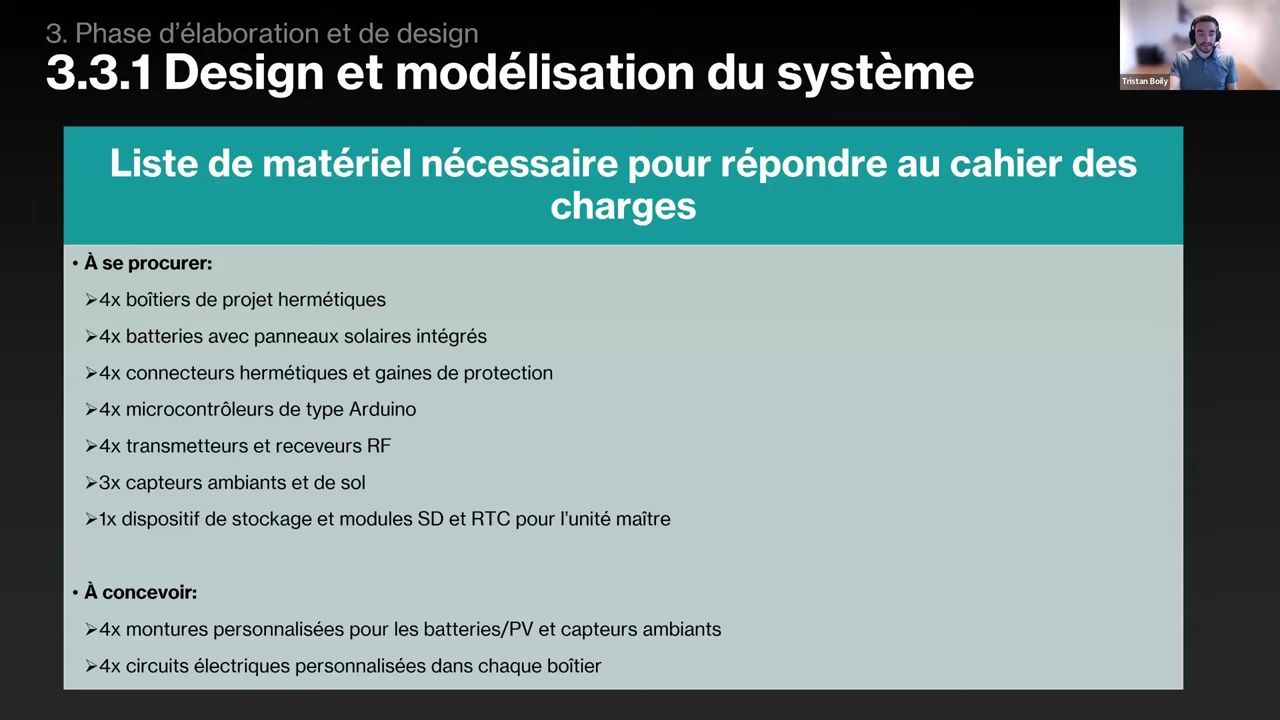 3. Phase d'élaboration et de design
3.3.1 Design et modélisation du système
Tristan Boily
Liste de matériel nécessaire pour répondre au cahier des
charges
• À se procurer:
➢4x boîtiers de projet hermétiques
➢4x batteries avec panneaux solaires intégrés
➢4x connecteurs hermétiques et gaines de protection
➢4x microcontrôleurs de type Arduino
➢4x transmetteurs et receveurs RF
➢3x capteurs ambiants et de sol
➢1x dispositif de stockage et modules SD et RTC pour l'unité maître
• À concevoir:
➢4x montures personnalisées pour les batteries/PV et capteurs ambiants
➢4x circuits électriques personnalisées dans chaque boîtier